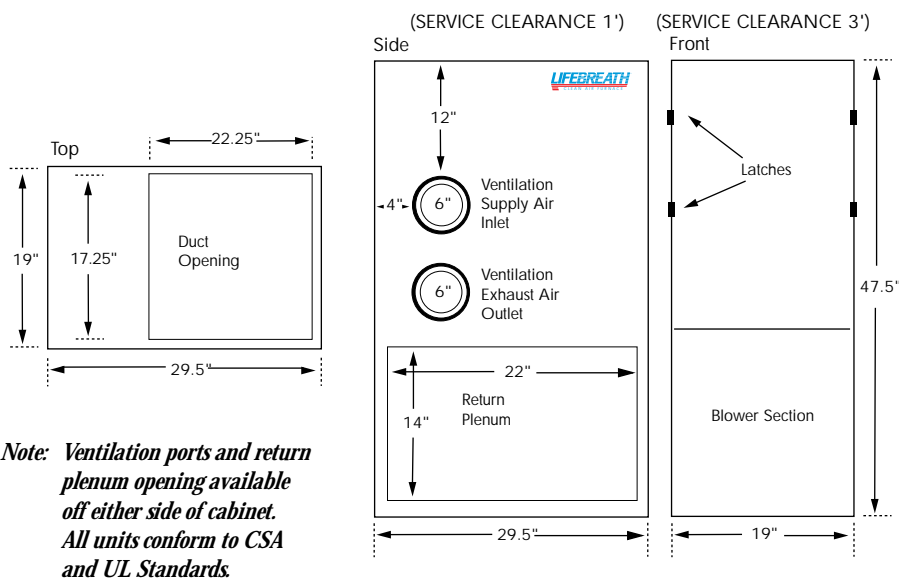 (SERVICE CLEARANCE 1')
(SERVICE CLEARANCE 3')
Side
Front
LIFEBREATH
CLEAN AIR FURNACE
12"
4"
6"
Ventilation
Supply Air
Inlet
6"
Ventilation
Exhaust Air
Outlet
22"
14"
Return
Plenum
29.5"
Latches
47.5"
Blower Section
19"
Top
22.25"
19"
17.25"
Duct
Opening
29.5"
Note: Ventilation ports and return
plenum opening available
off either side of cabinet.
All units conform to CSA
and UL Standards.